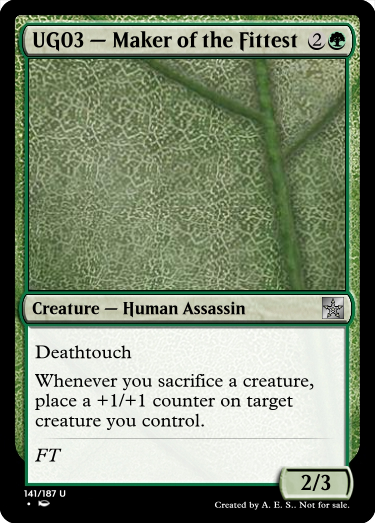 UG03 — Maker of the Fittest 2
Creature — Human Assassin
Deathtouch
Whenever you sacrifice a creature,
place a +1/+1 counter on target
creature you control.
FT
2/3
141/187 U
Created by A. E. S.. Not for sale.